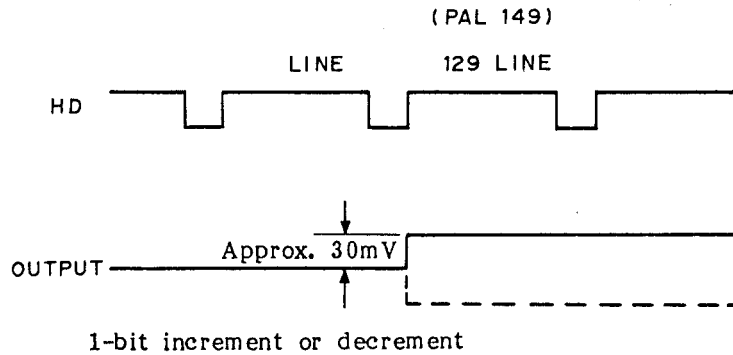 (PAL 149)
LINE 129 LINE
HD
Approx. 30mV
OUTPUT
1-bit increment or decrement